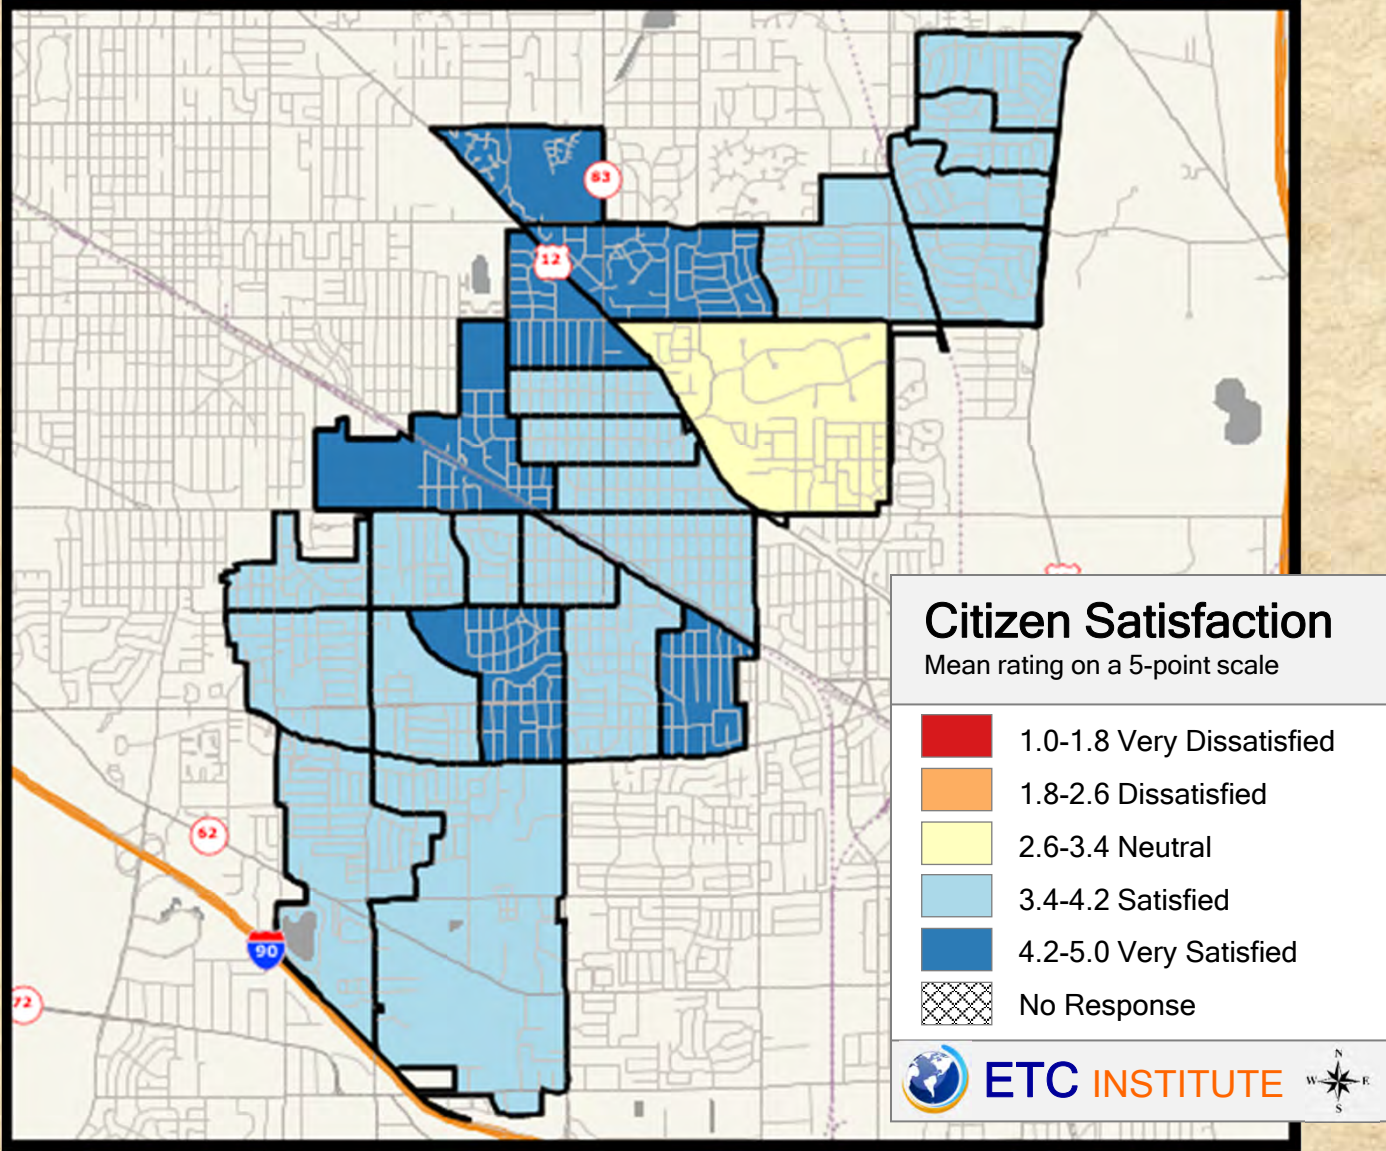 83
12
Citizen Satisfaction
Mean rating on a 5-point scale
1.0-1.8 Very Dissatisfied
1.8-2.6 Dissatisfied
62
2.6-3.4 Neutral
3.4-4.2 Satisfied
90
4.2-5.0 Very Satisfied
72
No Response
ETC INSTITUTE
N
W E
S